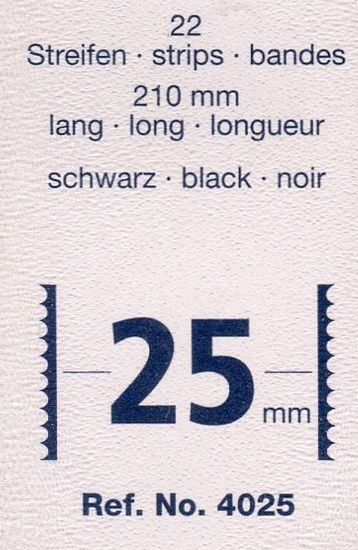 22
Streifen · strips · bandes
210 mm
lang · long · longueur
schwarz · black · noir
25 mm
Ref. No. 4025